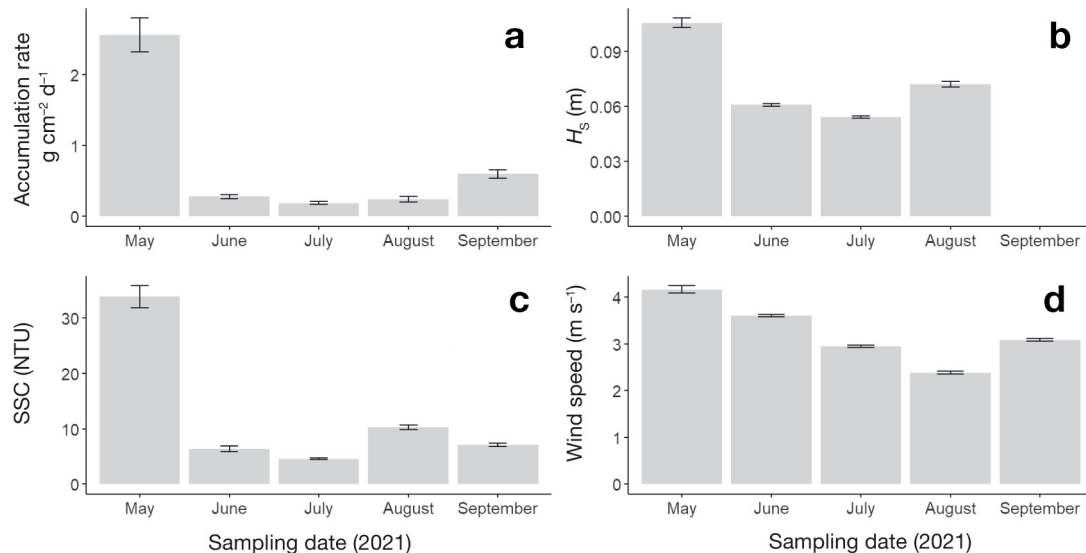 a
Accumulation rate
g cm⁻² d⁻¹
2
1
0
May June July August September
b
Hₛ (m)
0.09
0.06
0.03
0.00
May June July August September
c
SSC (NTU)
30
20
10
0
May June July August September
Sampling date (2021)
d
Wind speed (m s⁻¹)
4
3
2
1
0
May June July August September
Sampling date (2021)